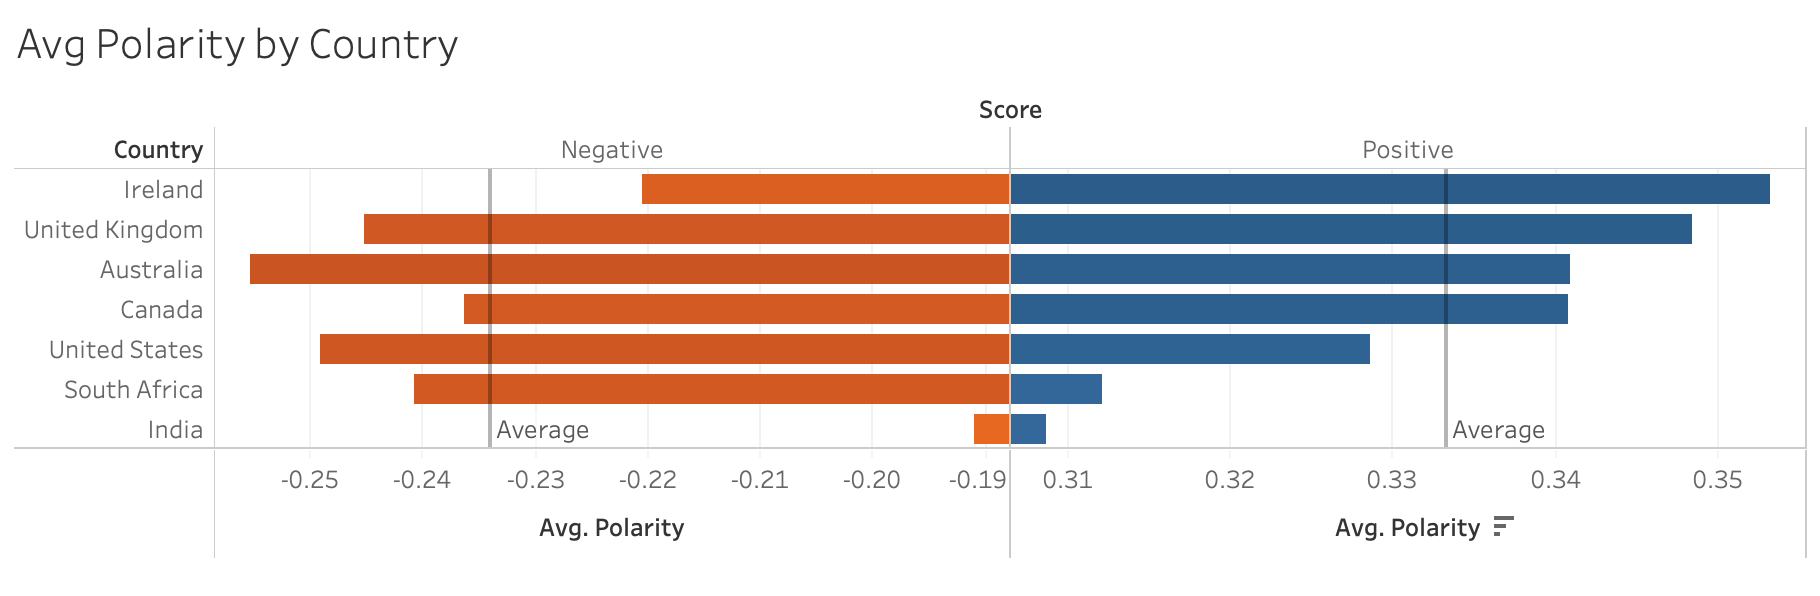 Avg Polarity by Country
Score
Country Negative Positive
Ireland
United Kingdom
Australia
Canada
United States
South Africa
India Average Average
-0.25 -0.24 -0.23 -0.22 -0.21 -0.20 -0.19 0.31 0.32 0.33 0.34 0.35
Avg. Polarity Avg. Polarity